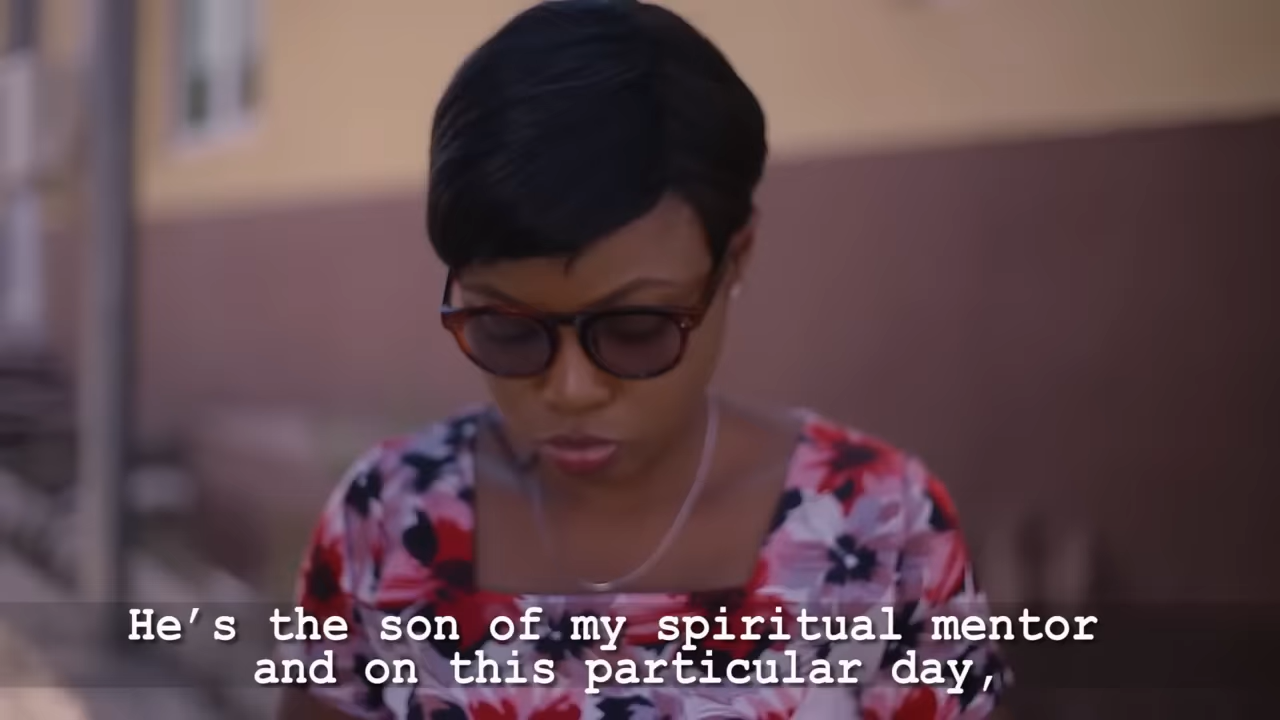 He’s the son of my spiritual mentor
and on this particular day,